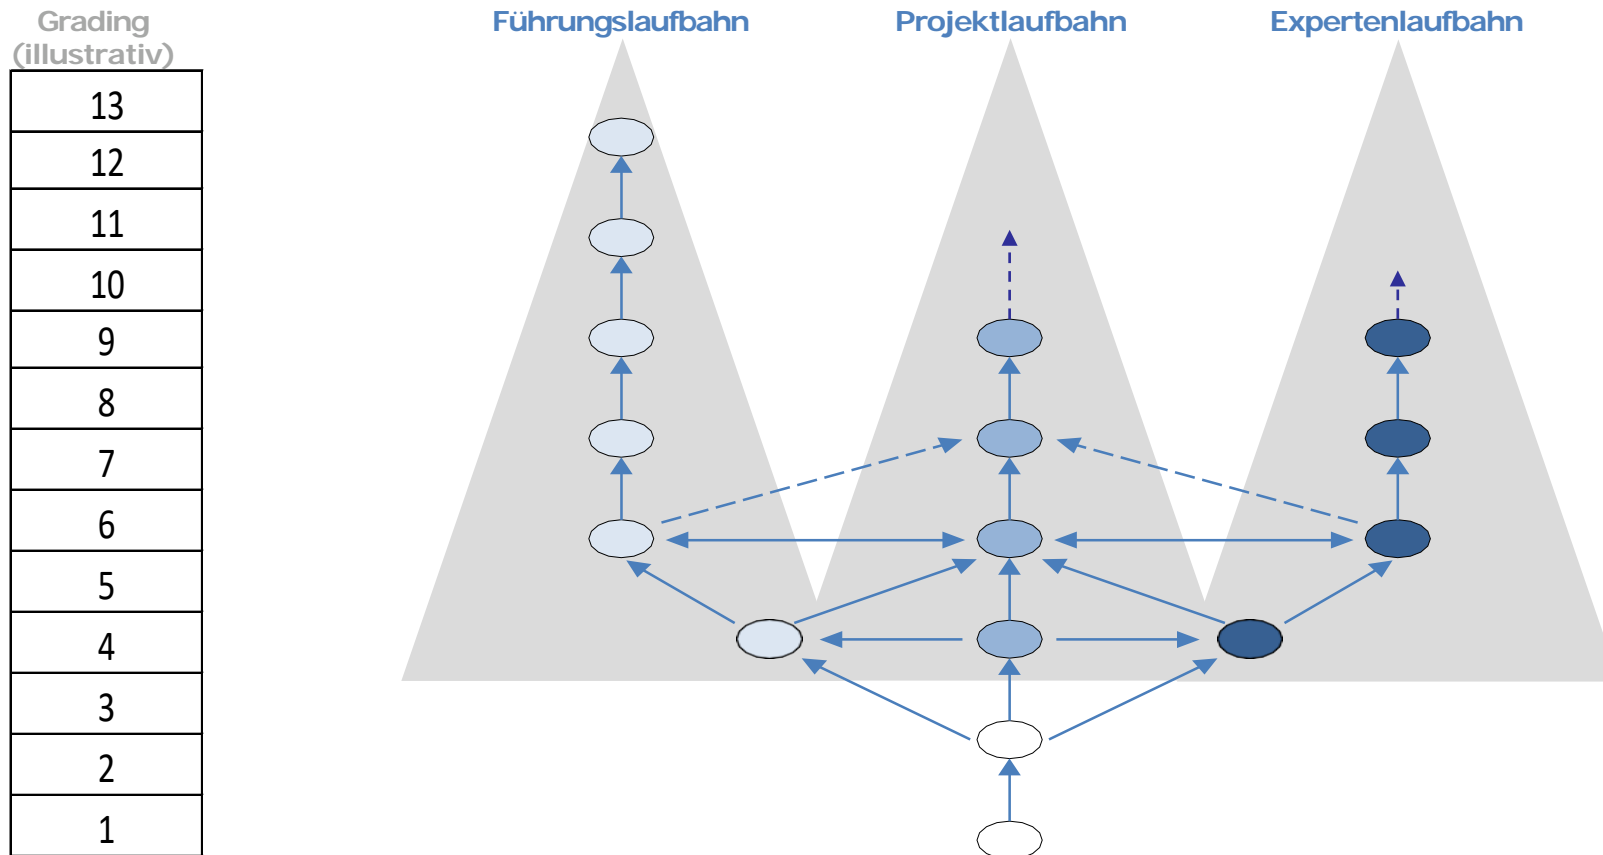 Grading
(illustrativ)
Führungslaufbahn
Projektlaufbahn
Expertenlaufbahn
13
12
11
10
9
8
7
6
5
4
3
2
1